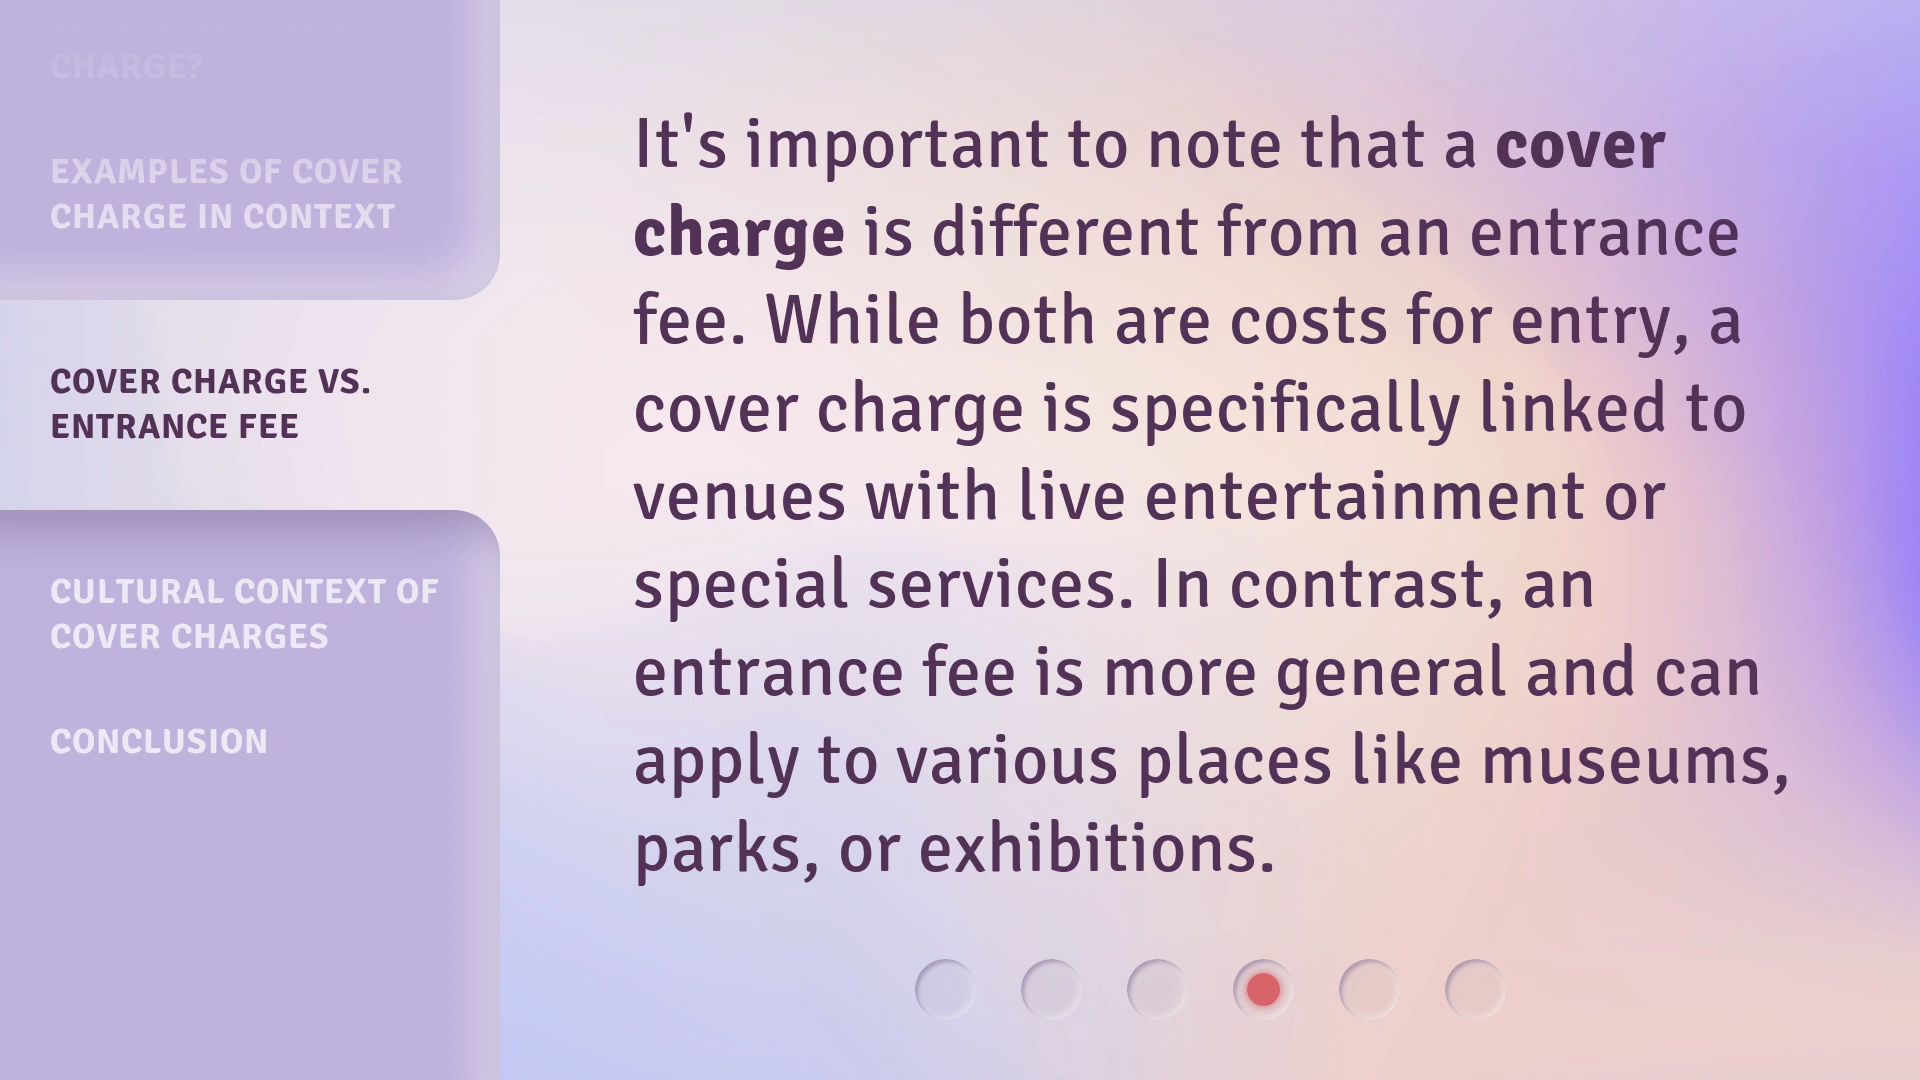 CHARGE?
EXAMPLES OF COVER
CHARGE IN CONTEXT
COVER CHARGE VS.
ENTRANCE FEE
CULTURAL CONTEXT OF
COVER CHARGES
CONCLUSION
It's important to note that a cover
charge is different from an entrance
fee. While both are costs for entry, a
cover charge is specifically linked to
venues with live entertainment or
special services. In contrast, an
entrance fee is more general and can
apply to various places like museums,
parks, or exhibitions.